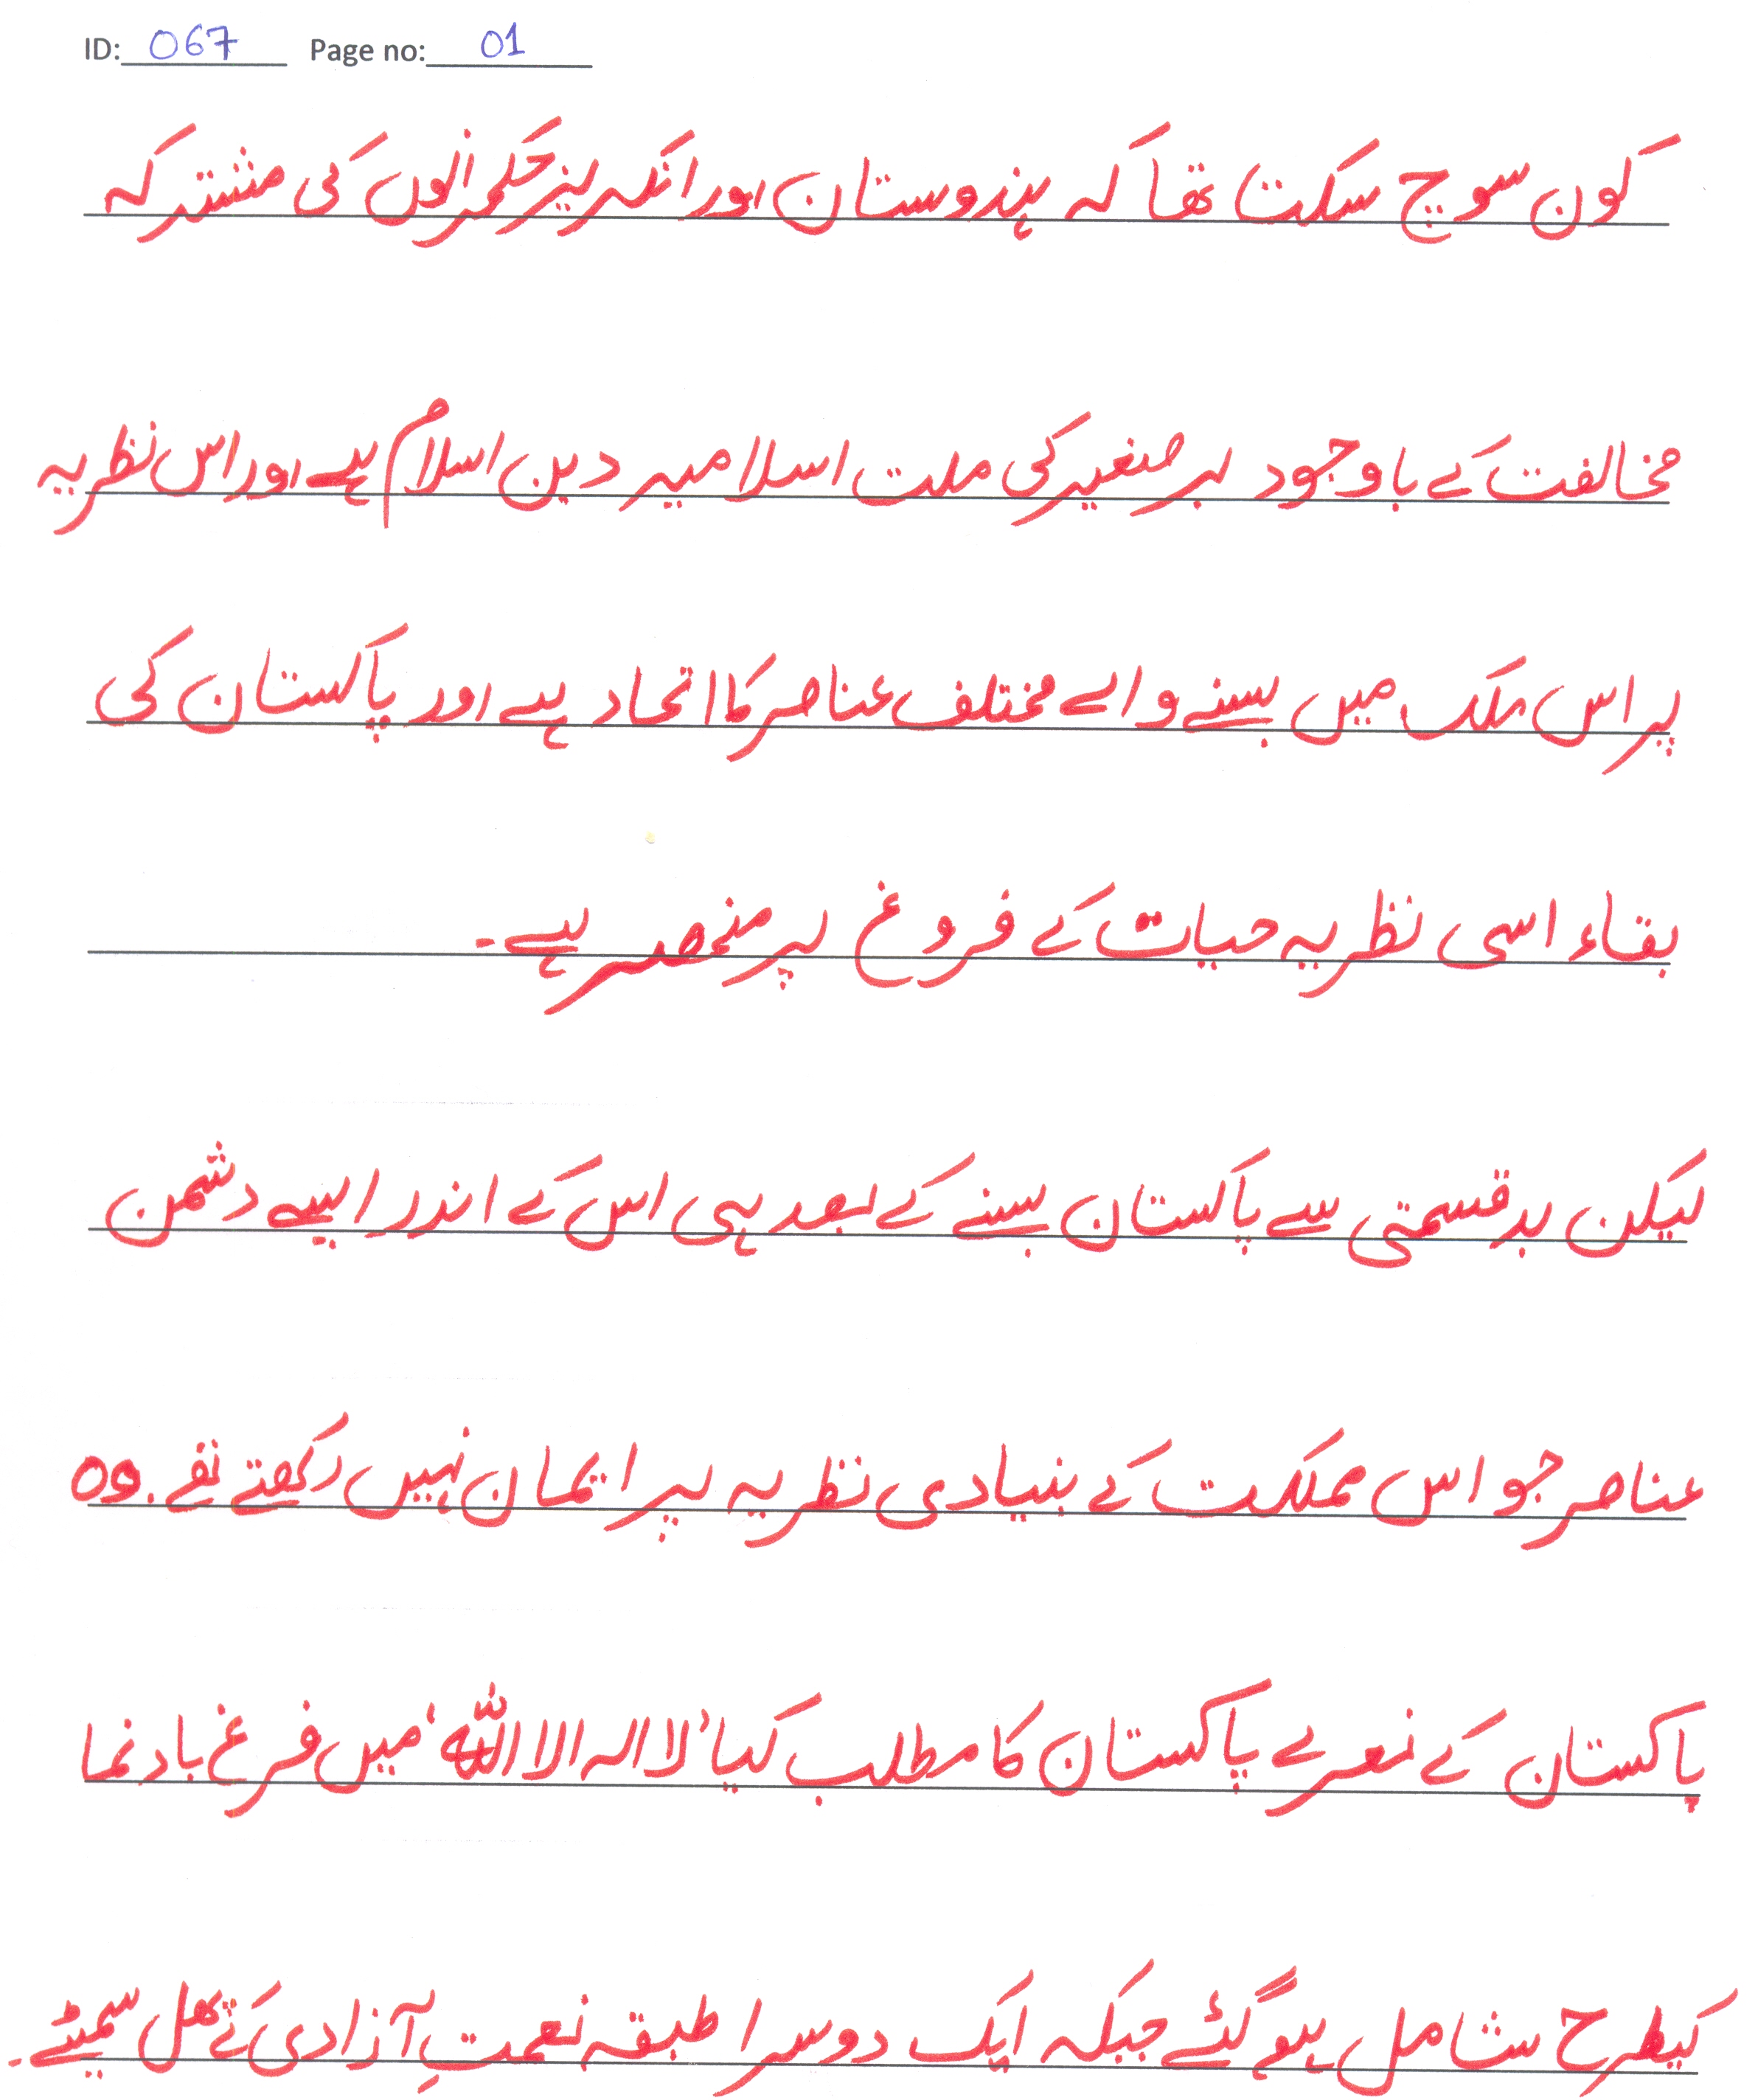 ID: 067 Page no: 01
کون سوچ سکت تھا کہ ہندوستان اور انگریز حکمرانوں کی مشترکہ
مخالفت کے باوجود برصغیر کی ملت اسلامیہ دین اسلام ہے اور اس نظریہ
پر اس ملک میں بسنے والے مختلف عناصر کا اتحاد ہے اور پاکستان کی
بقاء اسی نظریہ حیات کے فروغ پر منحصر ہے۔
لیکن بدقسمتی سے پاکستان بننے کے بعد ہی اس کے اندر ایسے دشمن
عناصر جو اس مملکت کے بنیادی نظریہ پر ایمان نہیں رکھتے تھے۔ وہ
پاکستان کے نعرے پاکستان کا مطلب کیا 'لا الہ الا اللہ' میں فرغ باد نما
کیطرح شامل ہو گئے جبکہ ایک دوسرا طبقہ نعمتِ آزادی کے پھل سمیٹے۔